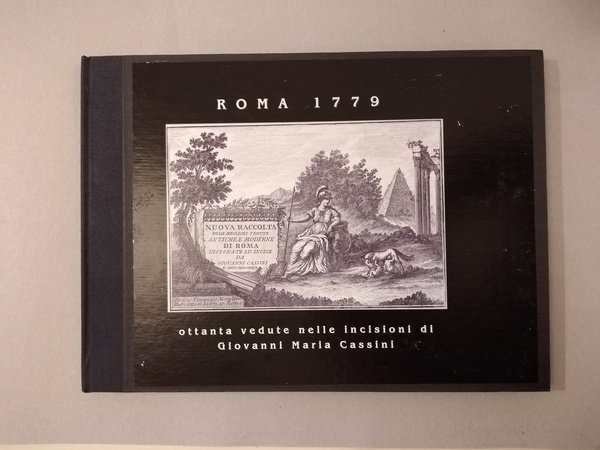 ROMA 1779
NUOVA RACCOLTA
DELLE MEGLIORI VEDUTE
ANTICHE E MODERNE
DI ROMA
DISEGNATE ED INCISE
DA
GIOVANNI CASSINI
ottanta vedute nelle incisioni di
Giovanni Maria Cassini